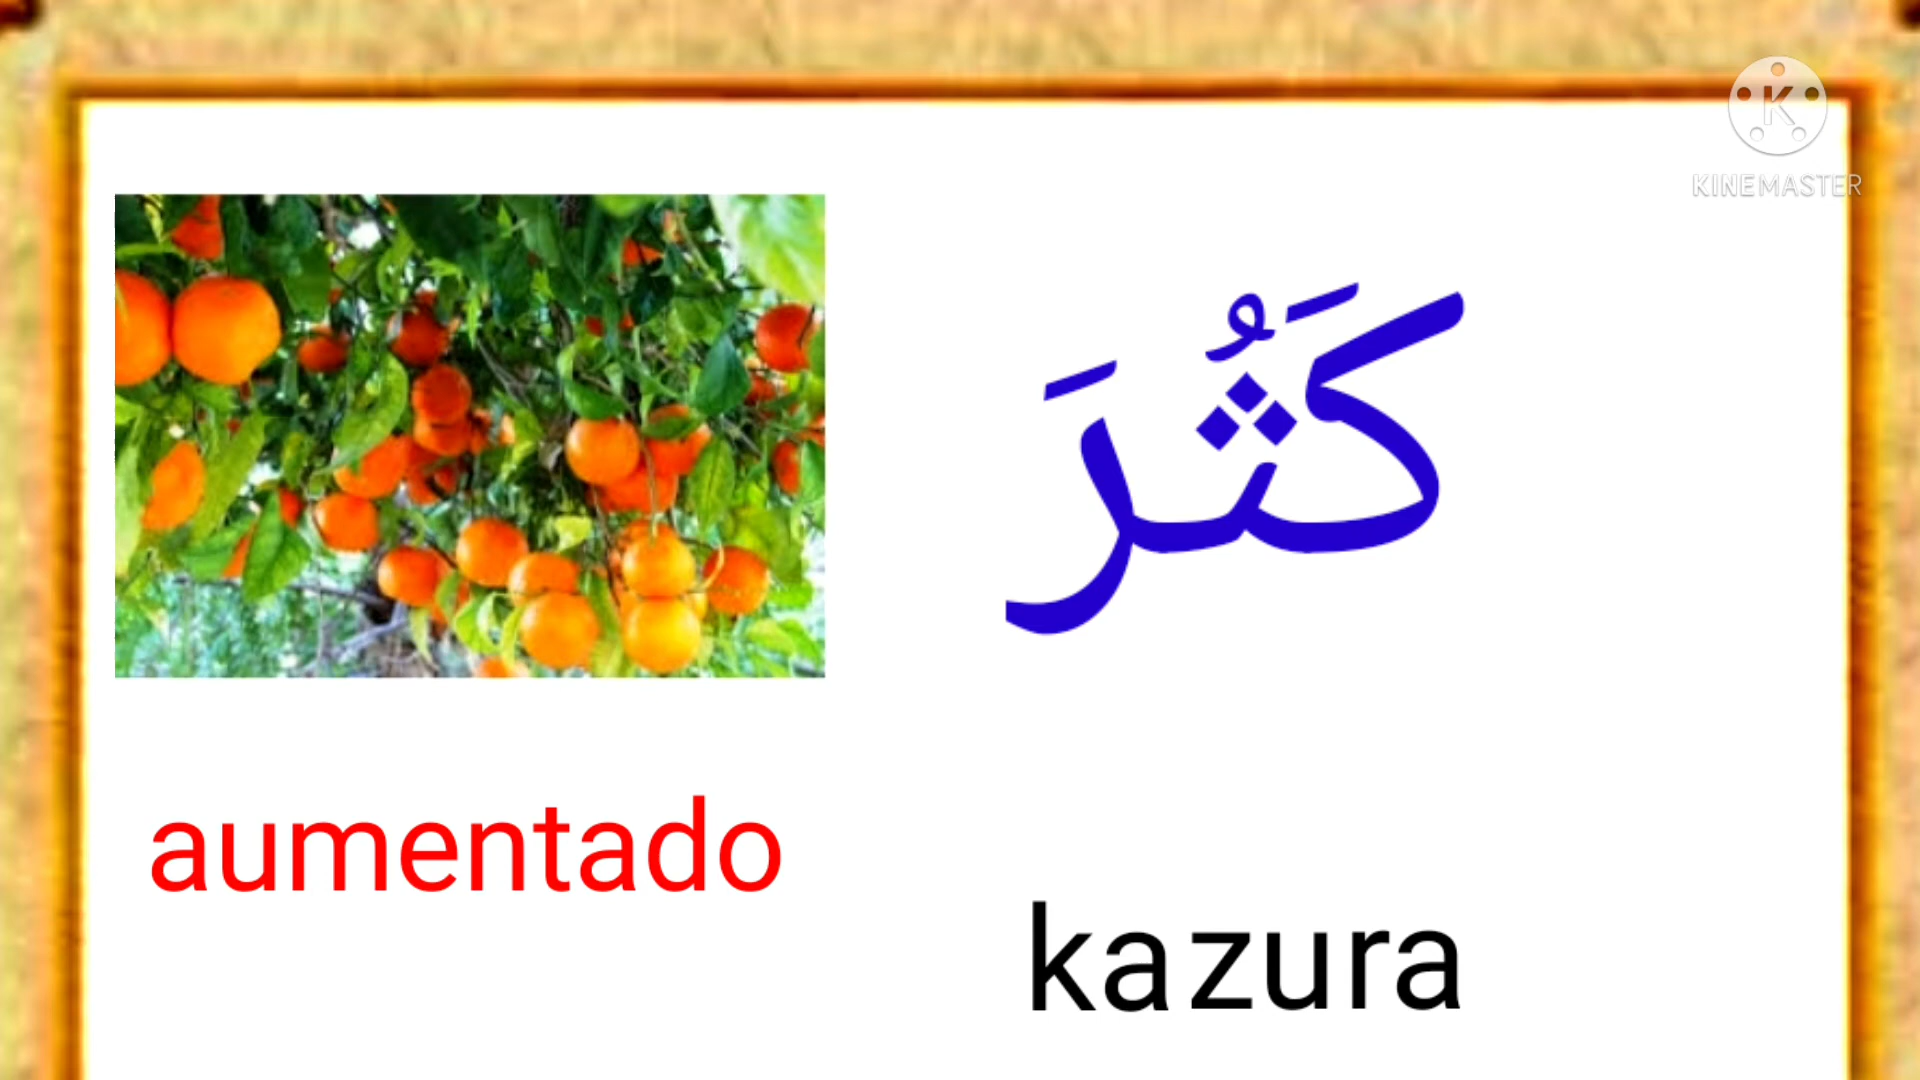 KINEMASTER
كَثُرَ
aumentado
kazura